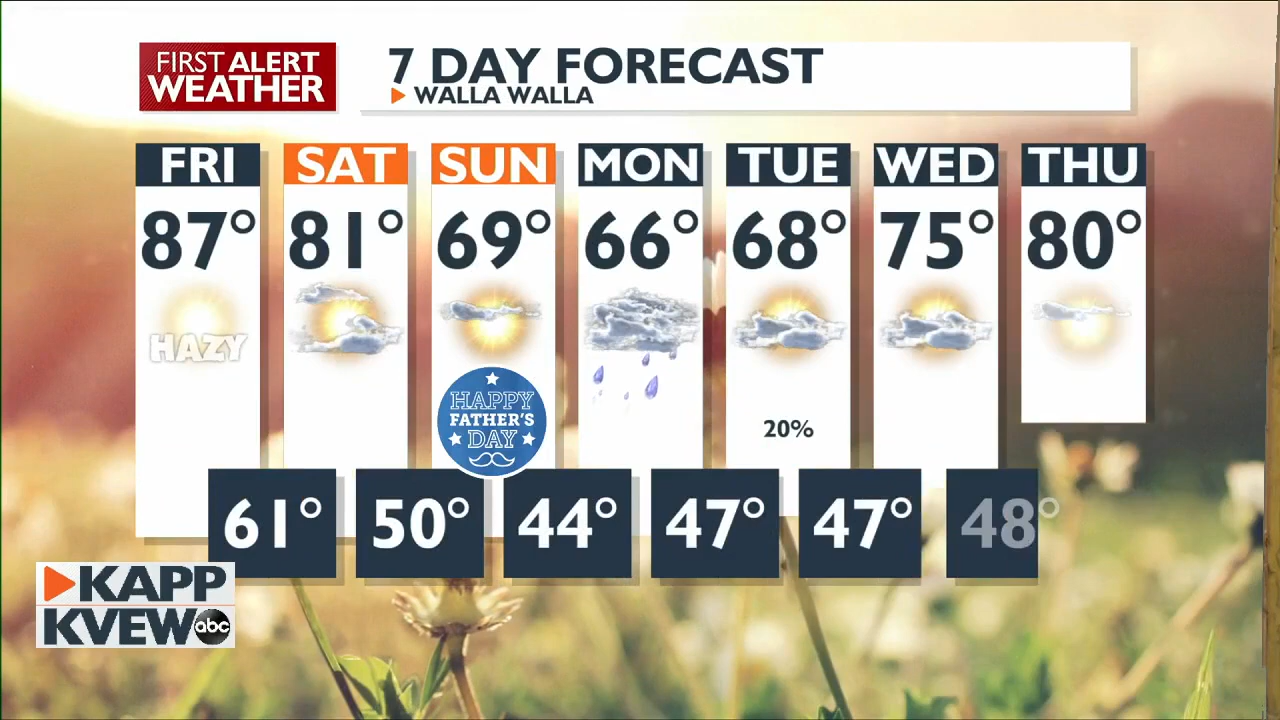 FIRST ALERT
WEATHER
7 DAY FORECAST
WALLA WALLA
FRI SAT SUN MON TUE WED THU
87° 81° 69° 66° 68° 75° 80°
HAZY
HAPPY
FATHER'S
DAY
20%
61° 50° 44° 47° 47° 48°
KAPP
KVEW abc